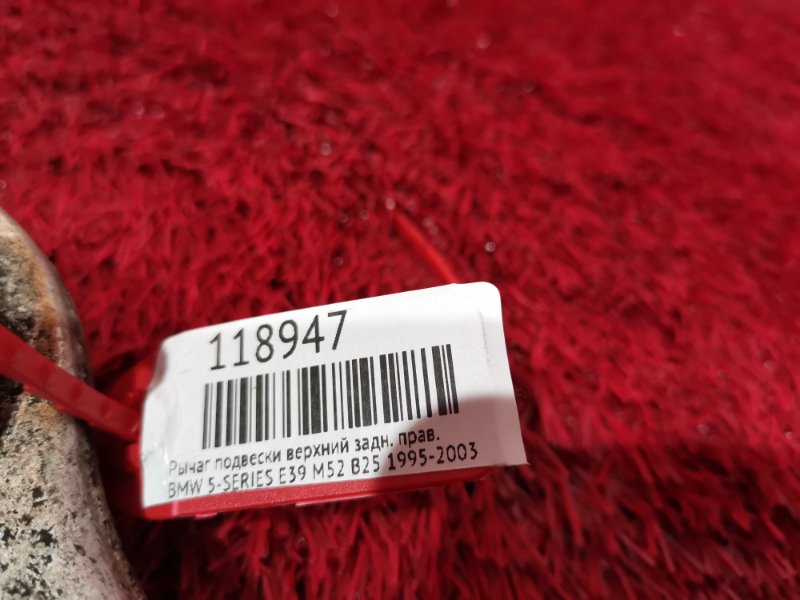 118947
Рычаг подвески верхний задн. прав.
BMW 5-SERIES E39 M52 B25 1995-2003